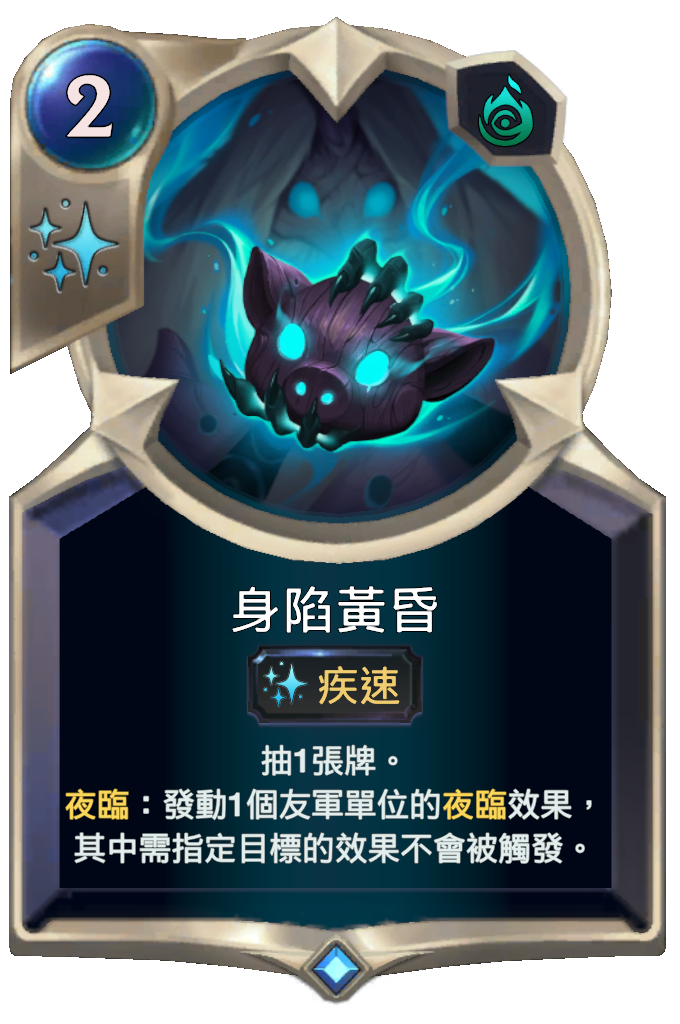 2
身陷黃昏
疾速
抽1張牌。
夜臨：發動1個友軍單位的夜臨效果，
其中需指定目標的效果不會被觸發。